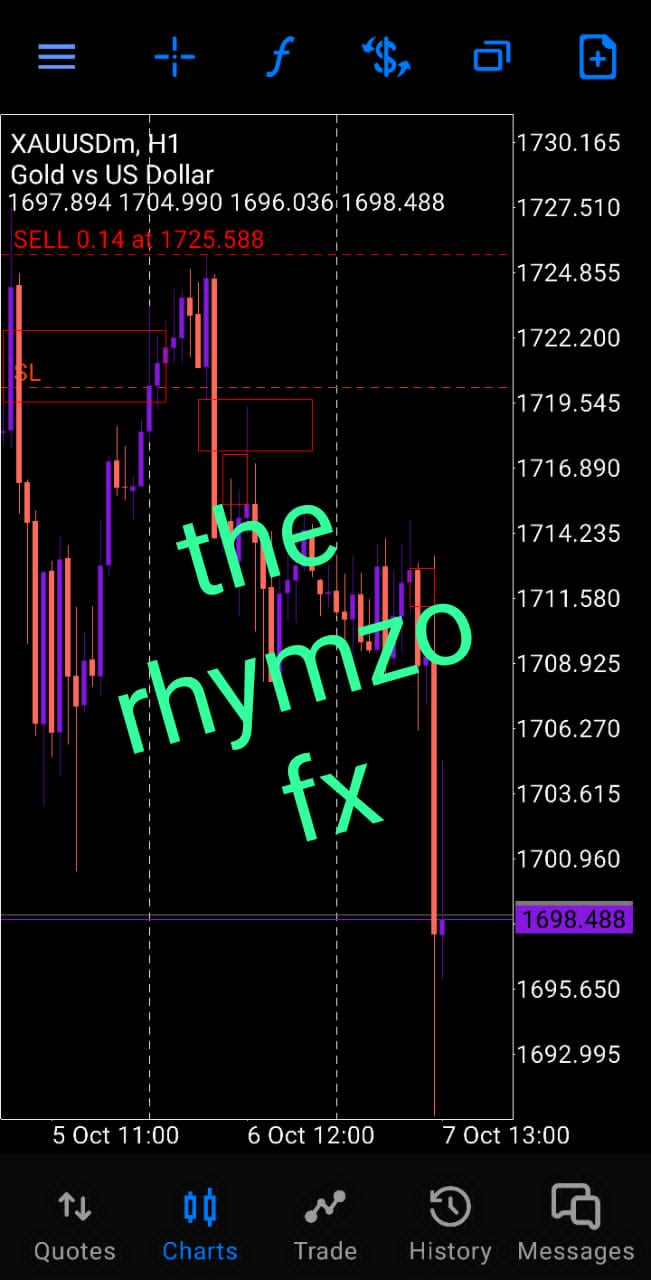 XAUUSDm, H1
Gold vs US Dollar
1697.894 1704.990 1696.036 1698.488
SELL 0.14 at 1725.588
SL
the
rhymzo
fx
1730.165
1727.510
1724.855
1722.200
1719.545
1716.890
1714.235
1711.580
1708.925
1706.270
1703.615
1700.960
1698.488
1695.650
1692.995
5 Oct 11:00 6 Oct 12:00 7 Oct 13:00
Quotes Charts Trade History Messages